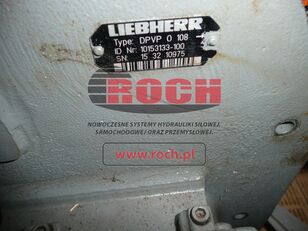 LIEBHERR
Type: DPVP O 108
ID Nr: 10153133-100
SN: 15 32 10975
ROCH
NOWOCZESNE SYSTEMY HYDRAULIKI SIŁOWEJ,
CHŁODNICTWA ORAZ PRZEMYSŁOWEJ.
www.roch.pl